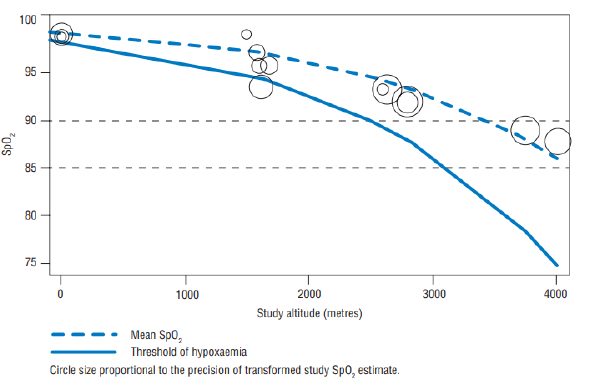 100
95
90
85
80
75
SpO2
0
1000
2000
3000
4000
Study altitude (metres)
Mean SpO2
Threshold of hypoxaemia
Circle size proportional to the precision of transformed study SpO2 estimate.